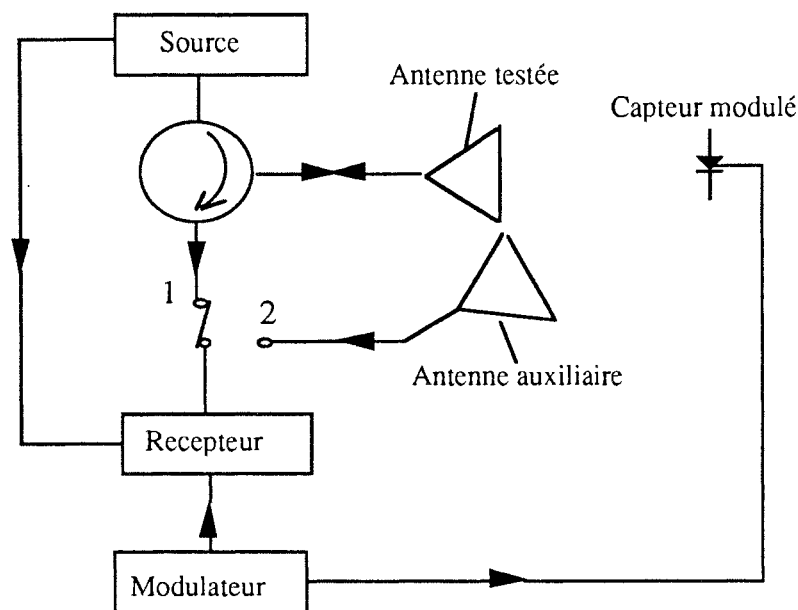 Source
Antenne testée
Capteur modulé
1
2
Antenne auxiliaire
Recepteur
Modulateur